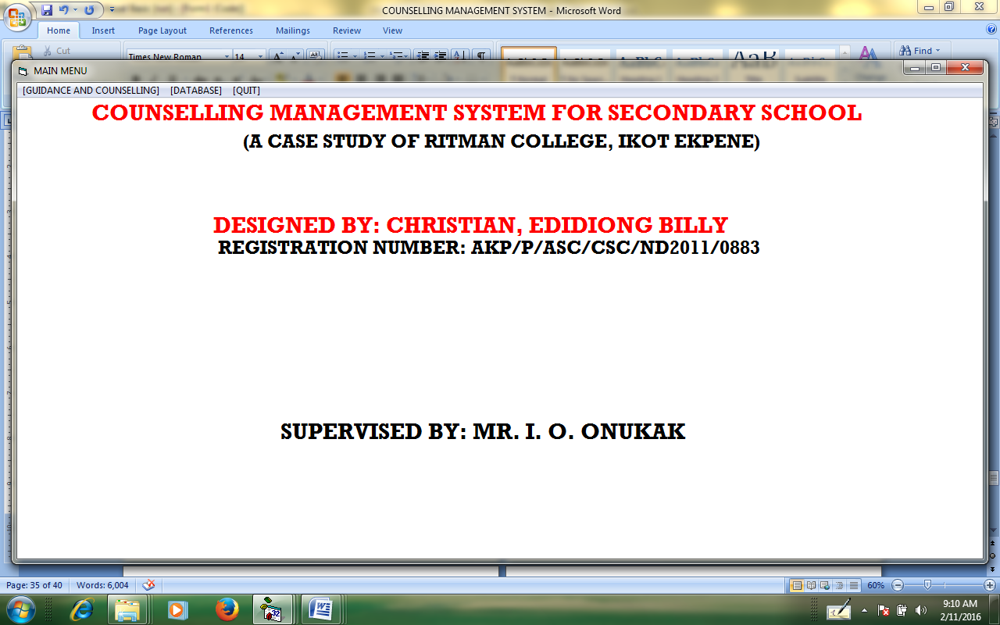 COUNSELLING MANAGEMENT SYSTEM - Microsoft Word
Home Insert Page Layout References Mailings Review View
Cut Times New Roman 14 Find
MAIN MENU
[GUIDANCE AND COUNSELLING] [DATABASE] [QUIT]
COUNSELLING MANAGEMENT SYSTEM FOR SECONDARY SCHOOL
(A CASE STUDY OF RITMAN COLLEGE, IKOT EKPENE)
DESIGNED BY: CHRISTIAN, EDIDIONG BILLY
REGISTRATION NUMBER: AKP/P/ASC/CSC/ND2011/0883
SUPERVISED BY: MR. I. O. ONUKAK
Page: 35 of 40 Words: 6,004 60%
9:10 AM
2/11/2016